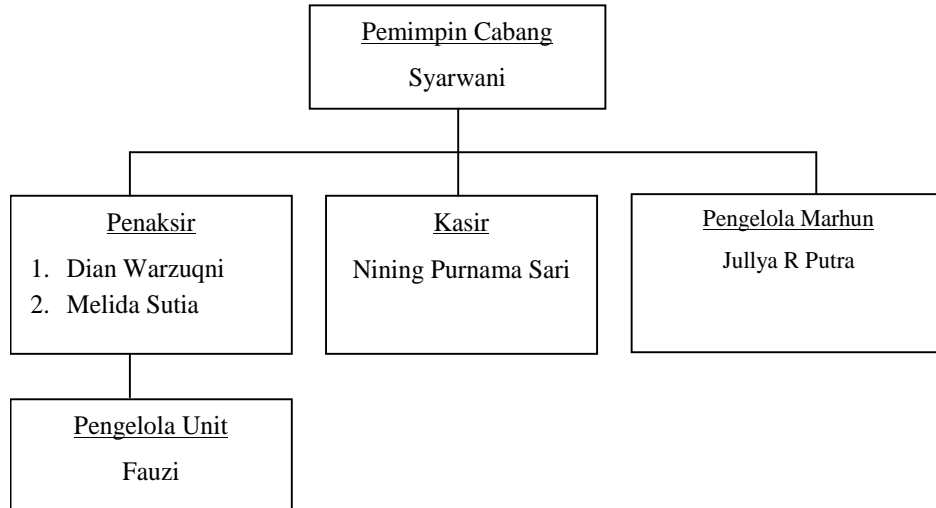 Pemimpin Cabang
Syarwani
Penaksir
1. Dian Warzuqni
2. Melida Sutia
Kasir
Nining Purnama Sari
Pengelola Marhun
Jullya R Putra
Pengelola Unit
Fauzi